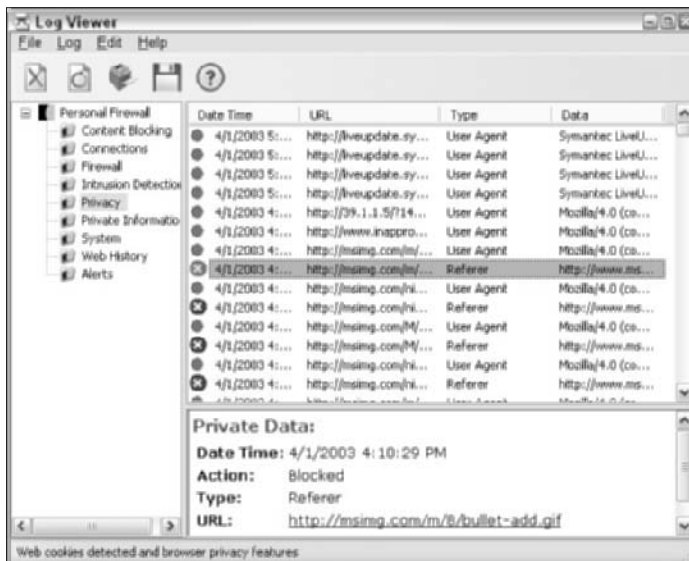 Log Viewer
File Log Edit Help
Personal Firewall
Content Blocking
Connections
Firewall
Intrusion Detection
Privacy
Private Informatio
System
Web History
Alerts
Date Time URL Type Data
4/1/2003 5:... http://liveupdate.sy... User Agent Symantec LiveU...
4/1/2003 5:... http://liveupdate.sy... User Agent Symantec LiveU...
4/1/2003 5:... http://liveupdate.sy... User Agent Symantec LiveU...
4/1/2003 5:... http://liveupdate.sy... User Agent Symantec LiveU...
4/1/2003 4:... http://39.1.1.5/?14... User Agent Mozilla/4.0 (co...
4/1/2003 4:... http://www.inappro... User Agent Mozilla/4.0 (co...
4/1/2003 4:... http://msimg.com/m/... User Agent Mozilla/4.0 (co...
4/1/2003 4:... http://msimg.com/m/... Referer http://www.ms...
4/1/2003 4:... http://msimg.com/ni... User Agent Mozilla/4.0 (co...
4/1/2003 4:... http://msimg.com/ni... Referer http://www.ms...
4/1/2003 4:... http://msimg.com/M/... User Agent Mozilla/4.0 (co...
4/1/2003 4:... http://msimg.com/M/... Referer http://www.ms...
4/1/2003 4:... http://msimg.com/ni... User Agent Mozilla/4.0 (co...
4/1/2003 4:... http://msimg.com/ni... Referer http://www.ms...
Private Data:
Date Time: 4/1/2003 4:10:29 PM
Action: Blocked
Type: Referer
URL: http://msimg.com/m/8/bullet-add.gif
Web cookies detected and browser privacy features